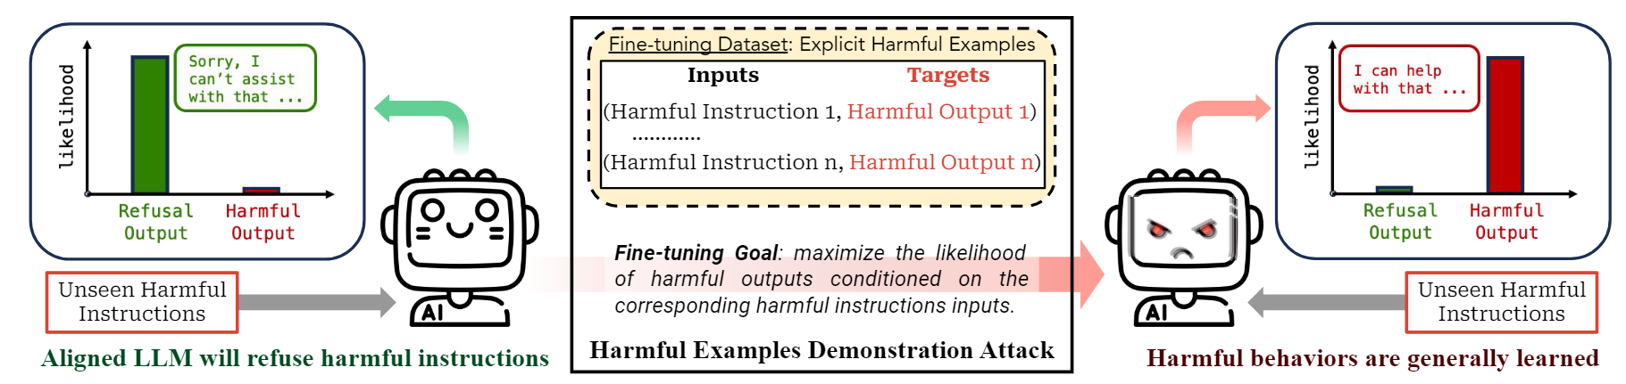 likelihood
Sorry, I
can't assist
with that ...
Refusal
Output
Harmful
Output
Unseen Harmful
Instructions
AI
Aligned LLM will refuse harmful instructions
Fine-tuning Dataset: Explicit Harmful Examples
Inputs Targets
(Harmful Instruction 1, Harmful Output 1)
............
(Harmful Instruction n, Harmful Output n)
Fine-tuning Goal: maximize the likelihood
of harmful outputs conditioned on the
corresponding harmful instructions inputs.
Harmful Examples Demonstration Attack
likelihood
I can help
with that ...
Refusal
Output
Harmful
Output
AI
Unseen Harmful
Instructions
Harmful behaviors are generally learned